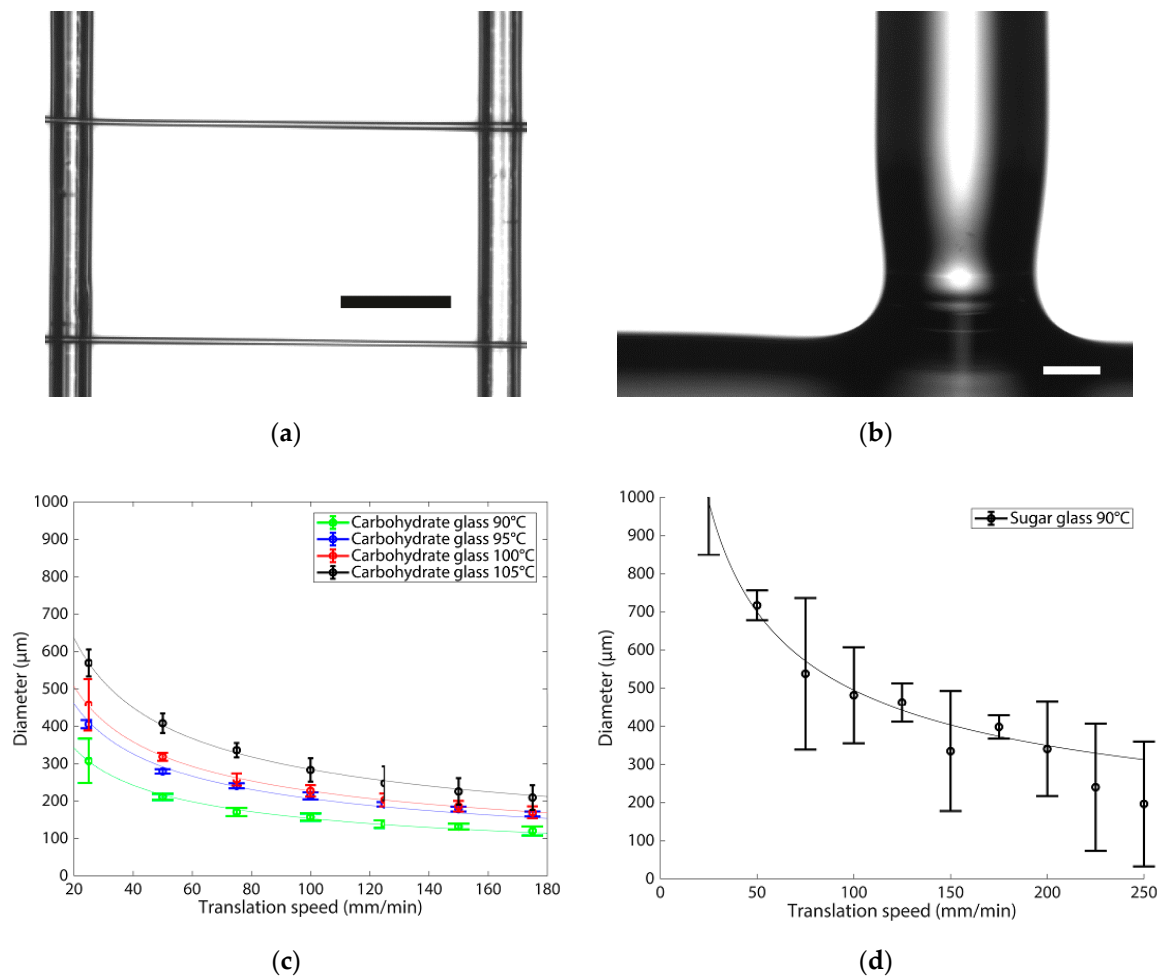 (a)
(b)
1000
900
800
700
600
500
400
300
200
100
0
Diameter (μm)
Carbohydrate glass 90°C
Carbohydrate glass 95°C
Carbohydrate glass 100°C
Carbohydrate glass 105°C
20 40 60 80 100 120 140 160 180
Translation speed (mm/min)
(c)
1000
900
800
700
600
500
400
300
200
100
0
Diameter (μm)
Sugar glass 90°C
0 50 100 150 200 250
Translation speed (mm/min)
(d)